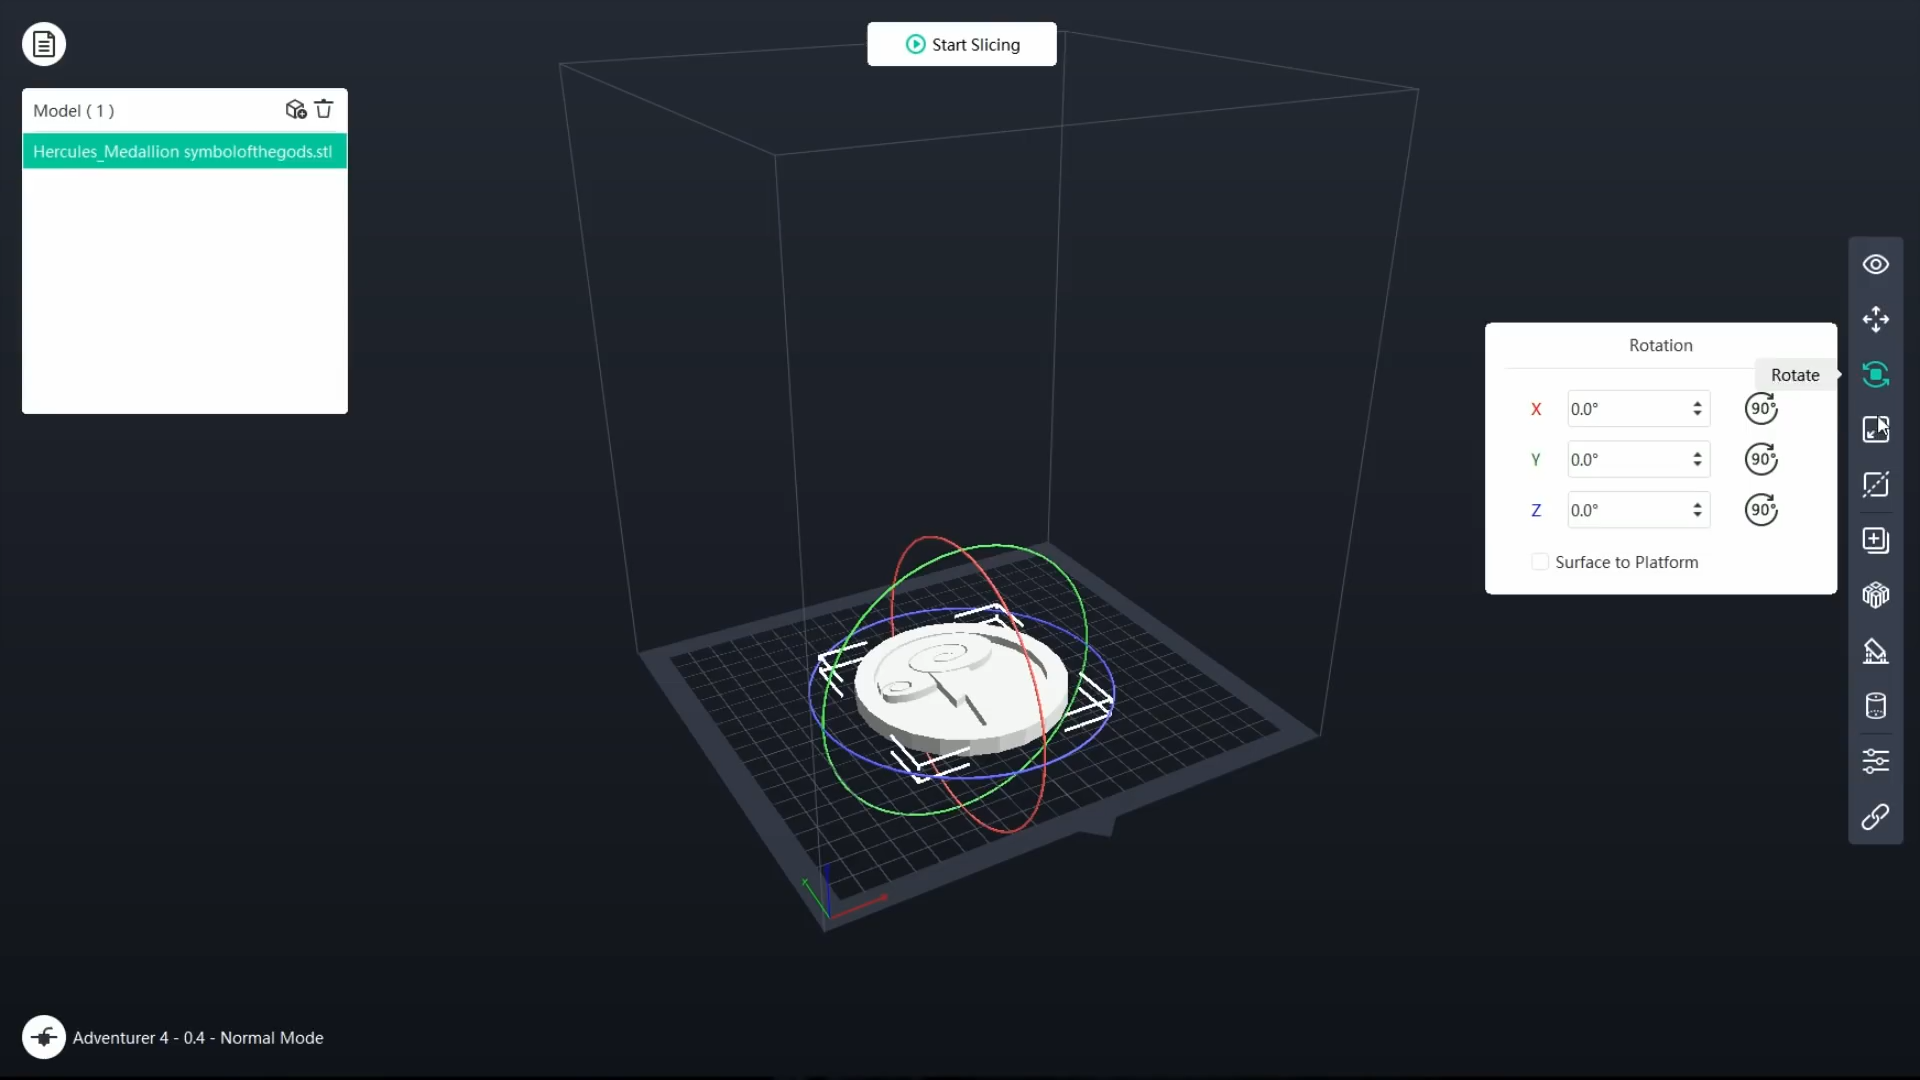 Start Slicing
Model ( 1 )
Hercules_Medallion symbolofthegods.stl
Rotation
Rotate
X 0.0° 90°
Y 0.0° 90°
Z 0.0° 90°
Surface to Platform
Adventurer 4 - 0.4 - Normal Mode